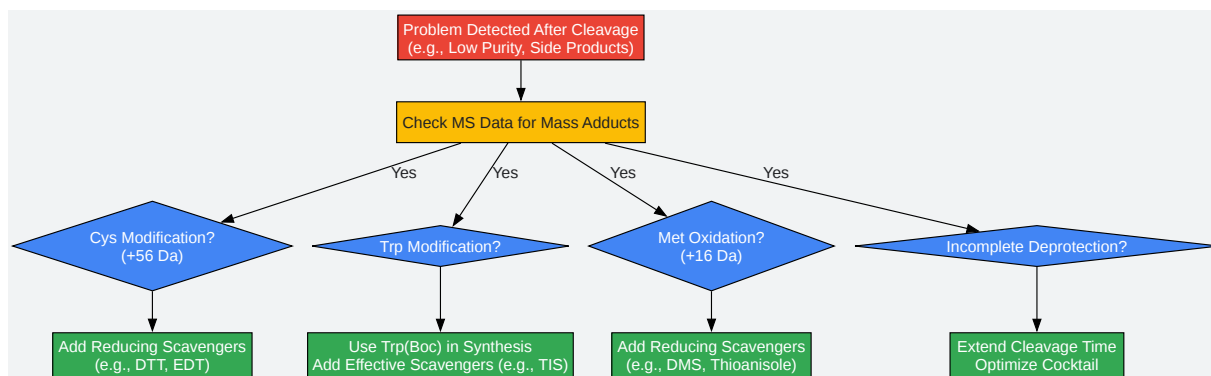 Problem Detected After Cleavage
(e.g., Low Purity, Side Products)
Check MS Data for Mass Adducts
Yes
Yes
Yes
Yes
Cys Modification?
(+56 Da)
Trp Modification?
Met Oxidation?
(+16 Da)
Incomplete Deprotection?
Add Reducing Scavengers
(e.g., DTT, EDT)
Use Trp(Boc) in Synthesis
Add Effective Scavengers (e.g., TIS)
Add Reducing Scavengers
(e.g., DMS, Thioanisole)
Extend Cleavage Time
Optimize Cocktail